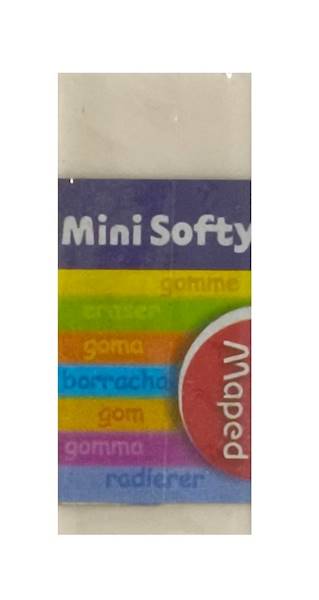 Mini Softy
gomme
eraser
goma
borracha
gom
gomma
radierer
Maped